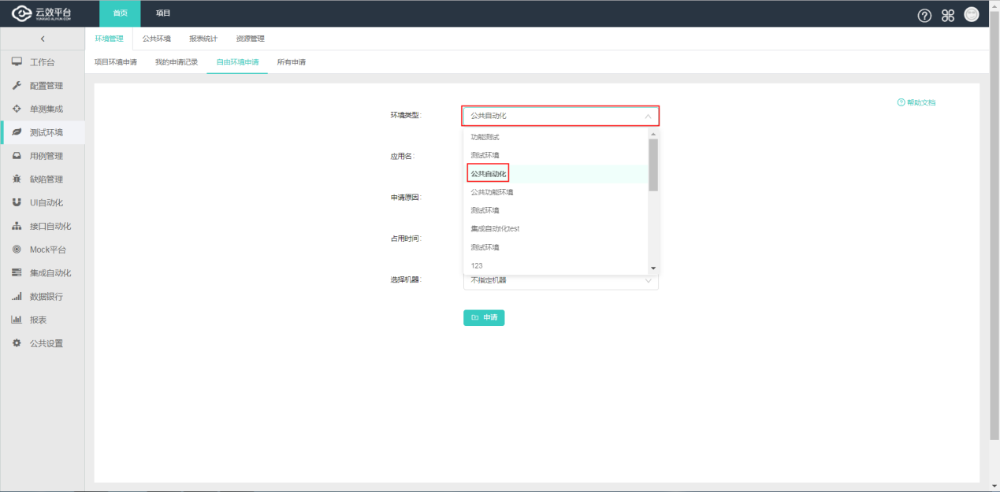 云效平台
YUNXIAO.ALIYUN.COM
首页
项目
环境管理
公共环境
报表统计
资源管理
项目环境申请
我的申请记录
自由环境申请
所有申请
工作台
配置管理
单测集成
测试环境
用例管理
缺陷管理
UI自动化
接口自动化
Mock平台
集成自动化
数据银行
报表
公共设置
帮助文档
环境类型:
公共自动化
功能测试
测试环境
公共自动化
公共功能环境
测试环境
集成自动化test
测试环境
123
应用名:
申请原因:
占用时间:
选择机器:
不指定机器
申请